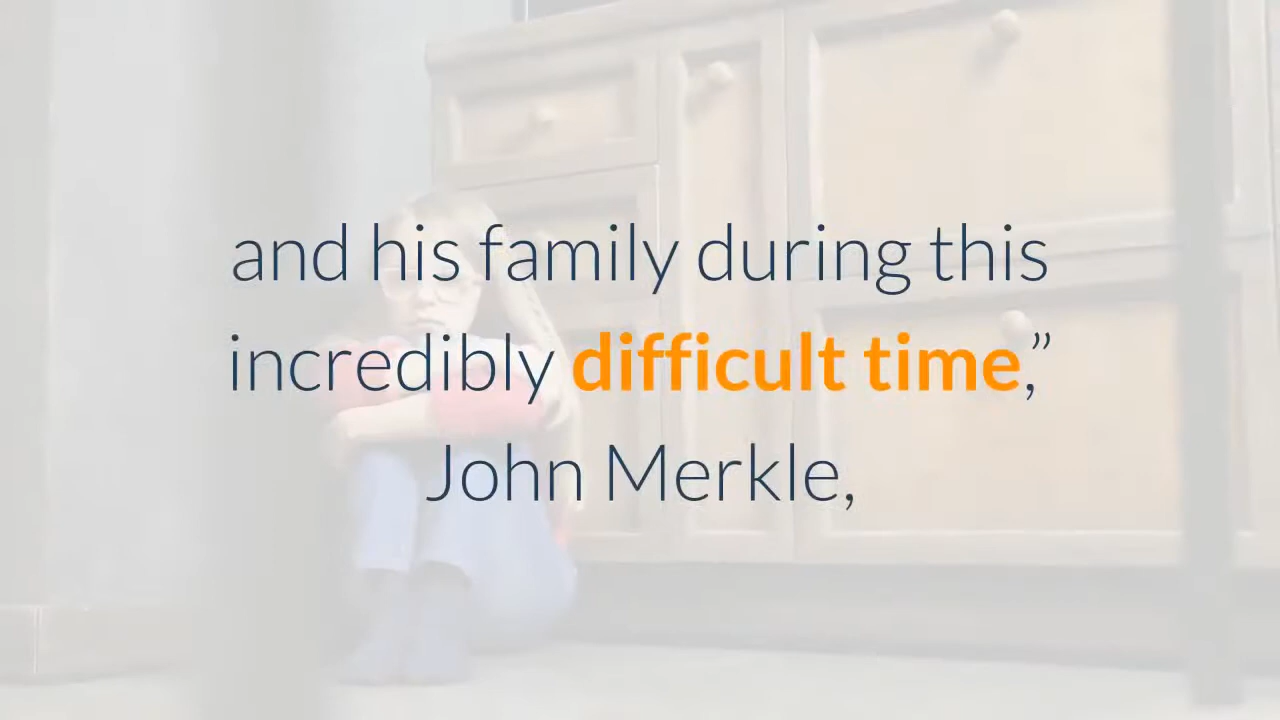 and his family during this
incredibly difficult time,”
John Merkle,